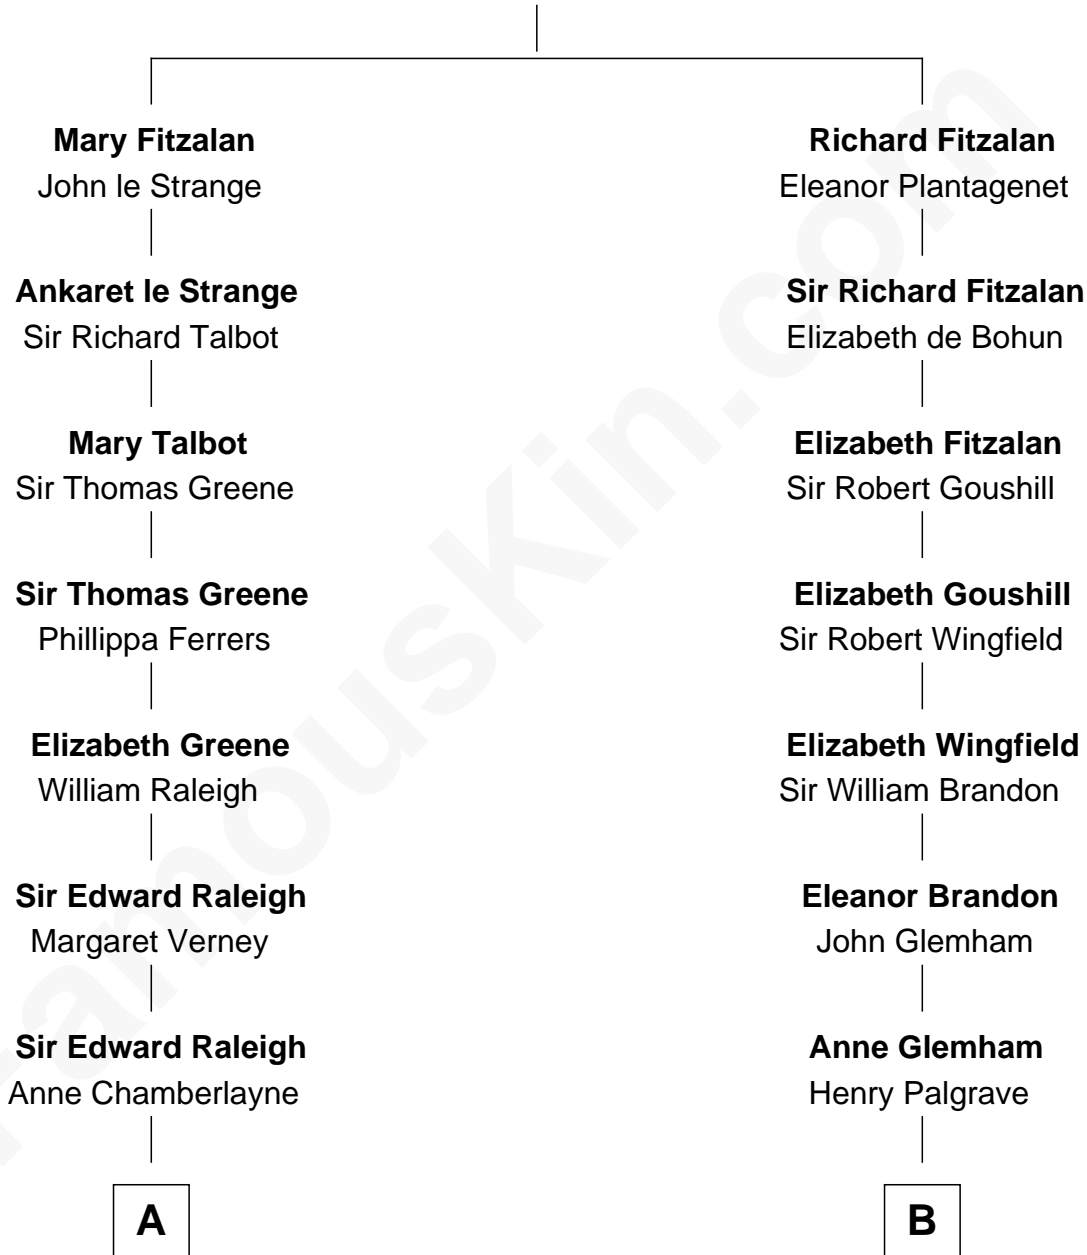 Mary Fitzalan
John le Strange
Ankaret le Strange
Sir Richard Talbot
Mary Talbot
Sir Thomas Greene
Sir Thomas Greene
Phillippa Ferrers
Elizabeth Greene
William Raleigh
Sir Edward Raleigh
Margaret Verney
Sir Edward Raleigh
Anne Chamberlayne
A
Richard Fitzalan
Eleanor Plantagenet
Sir Richard Fitzalan
Elizabeth de Bohun
Elizabeth Fitzalan
Sir Robert Goushill
Elizabeth Goushill
Sir Robert Wingfield
Elizabeth Wingfield
Sir William Brandon
Eleanor Brandon
John Glemham
Anne Glemham
Henry Palgrave
B
FamousKin.com